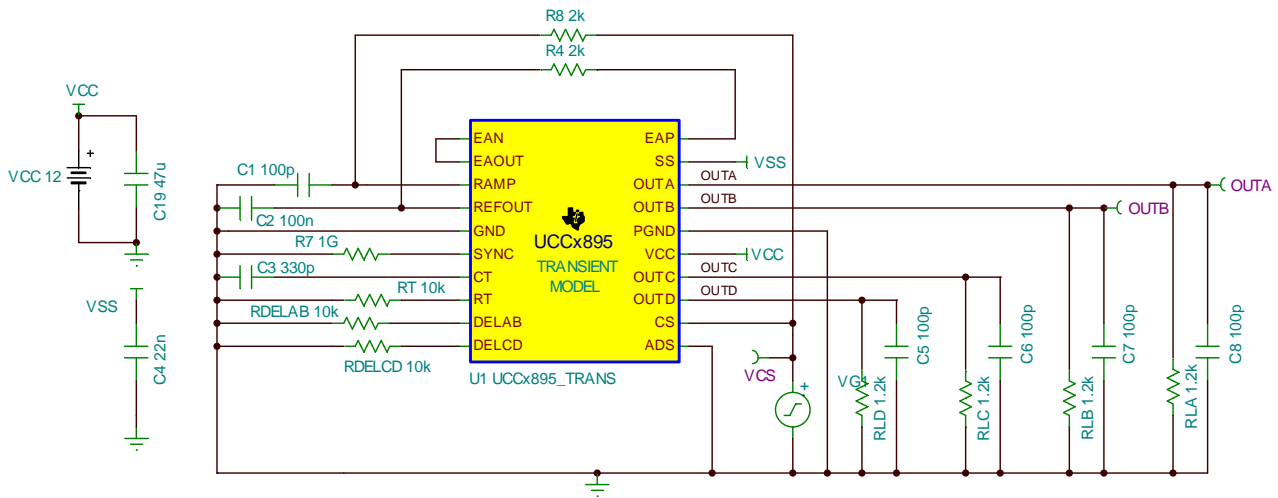 R8 2k
R4 2k
VCC
VCC 12
+
C19 47u
VSS
C4 22n
C1 100p
C2 100n
R7 1G
C3 330p
RT 10k
RDELAB 10k
RDELCD 10k
EAN
EAOUT
RAMP
REFOUT
GND
SYNC
CT
RT
DELAB
DELCD
UCCx895
TRANSIENT
MODEL
EAP
SS
OUTA
OUTB
PGND
VCC
OUTC
OUTD
CS
ADS
U1 UCCx895_TRANS
VSS
OUTA
OUTB
VCC
OUTC
OUTD
OUTA
OUTB
VCS
VG1
+
RLD 1.2k
C5 100p
RLC 1.2k
C6 100p
RLB 1.2k
C7 100p
RLA 1.2k
C8 100p